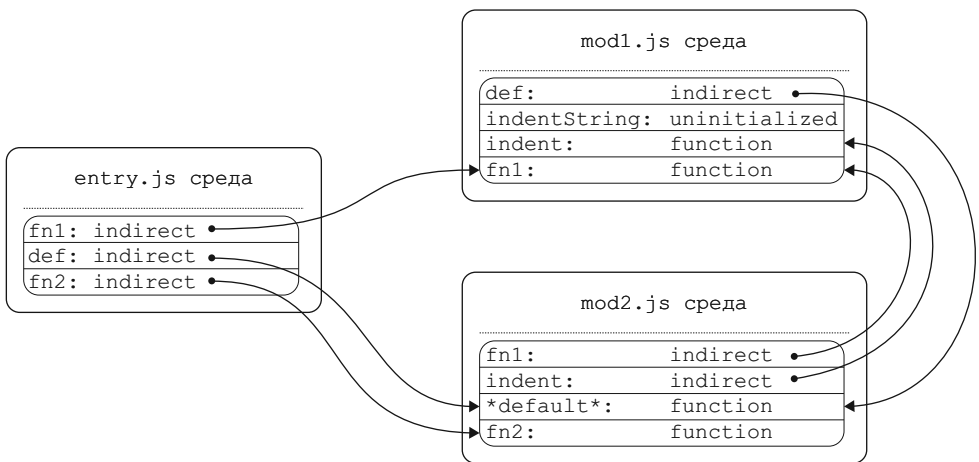 mod1.js среда
def: indirect
indentString: uninitialized
indent: function
fn1: function
entry.js среда
fn1: indirect
def: indirect
fn2: indirect
mod2.js среда
fn1: indirect
indent: indirect
*default*: function
fn2: function